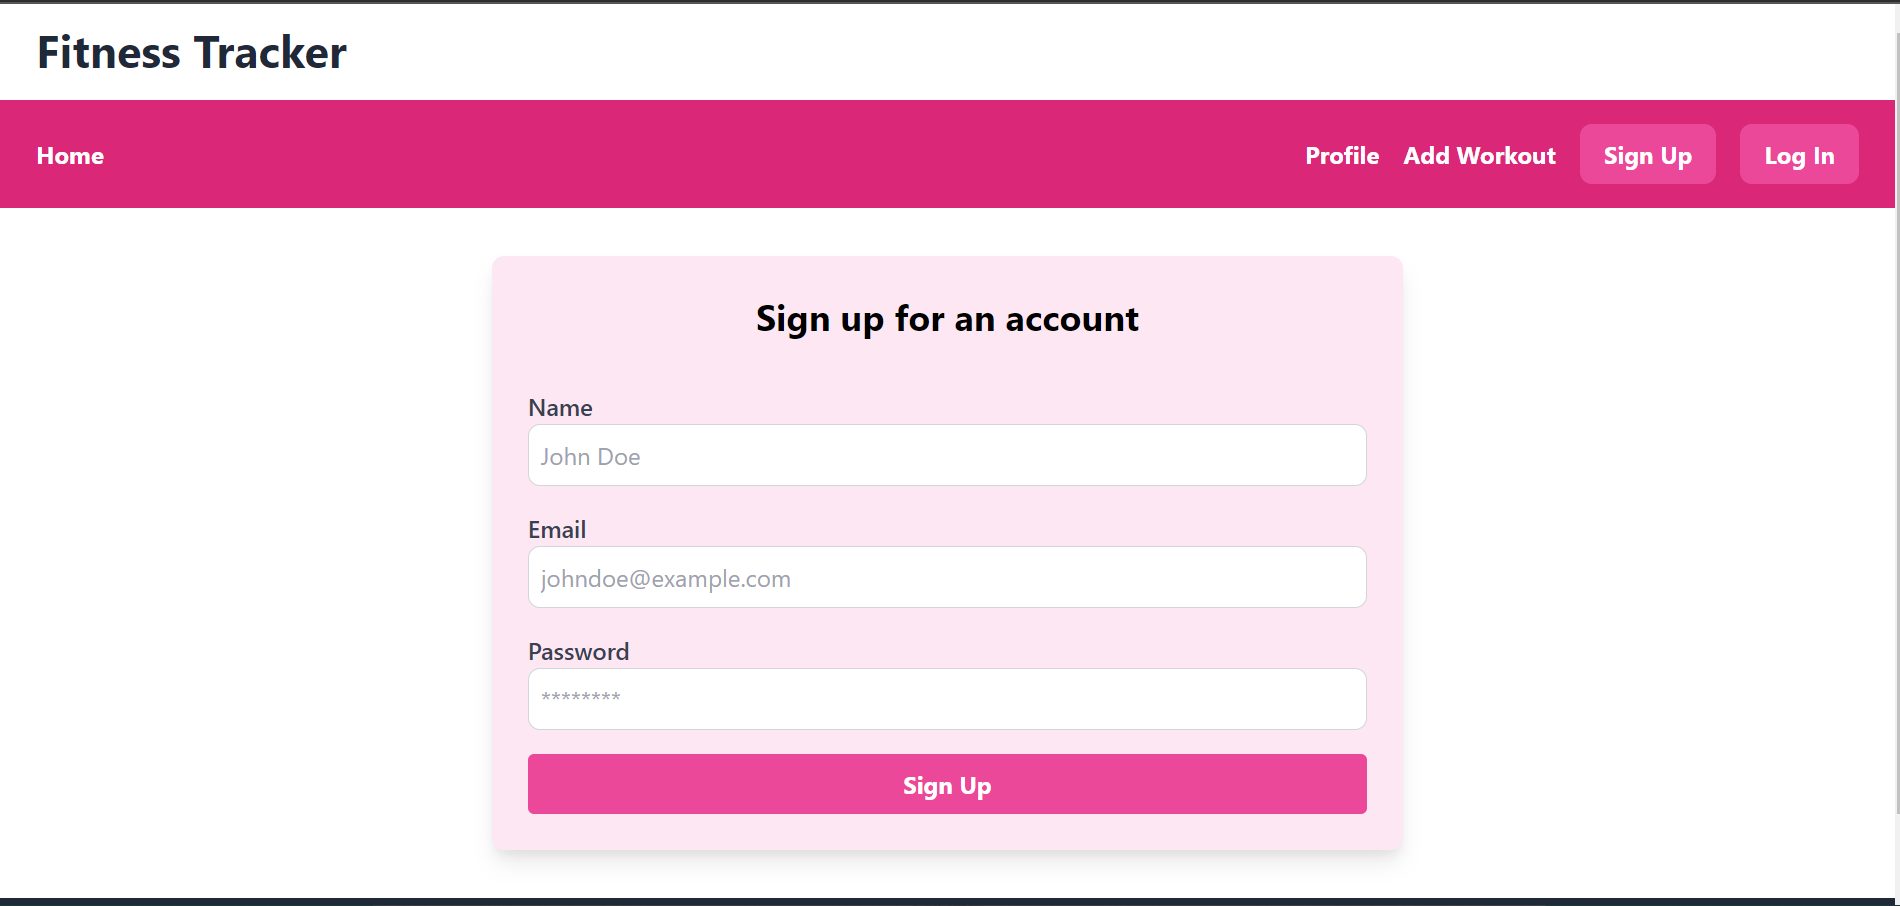 Fitness Tracker
Home Profile Add Workout Sign Up Log In
Sign up for an account
Name
John Doe
Email
johndoe@example.com
Password
********
Sign Up